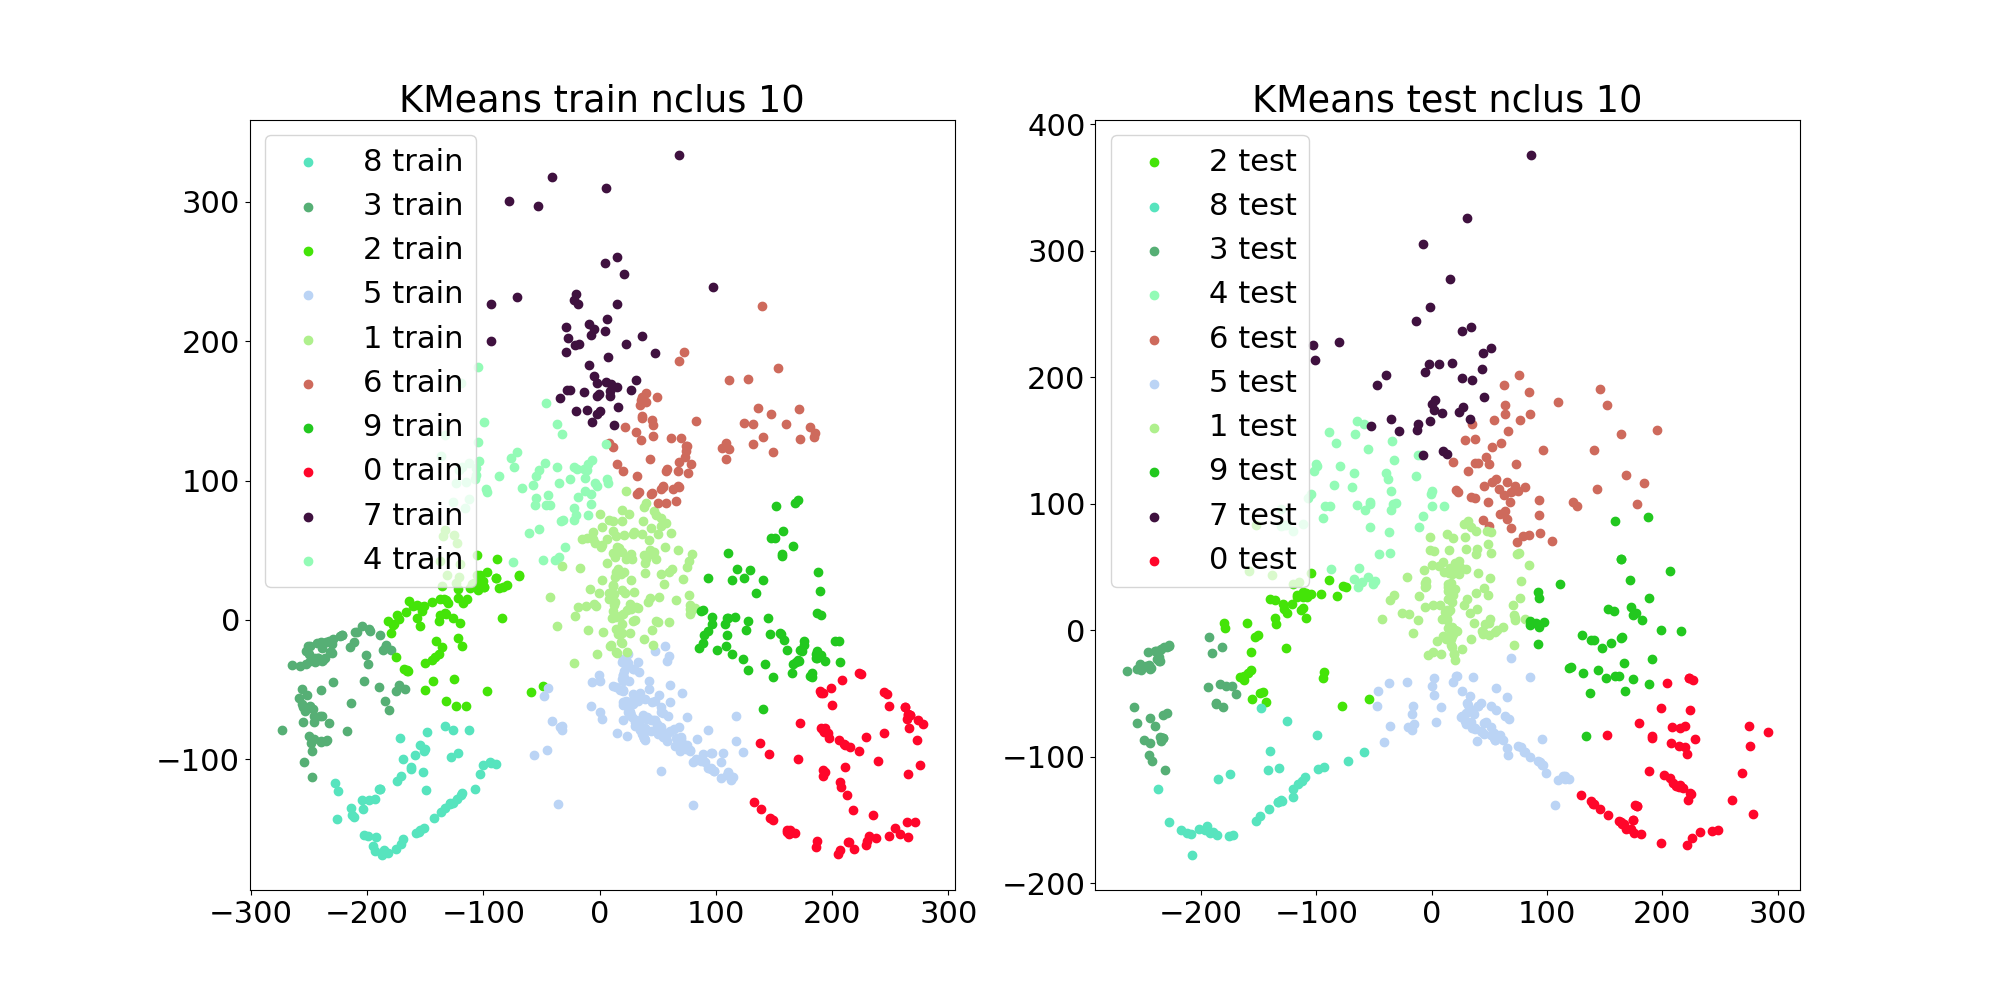 KMeans train nclus 10
8 train
3 train
2 train
5 train
1 train
6 train
9 train
0 train
7 train
4 train
300
200
100
0
−100
−300
−200
−100
0
100
200
300
KMeans test nclus 10
2 test
8 test
3 test
4 test
6 test
5 test
1 test
9 test
7 test
0 test
400
300
200
100
0
−100
−200
−200
−100
0
100
200
300